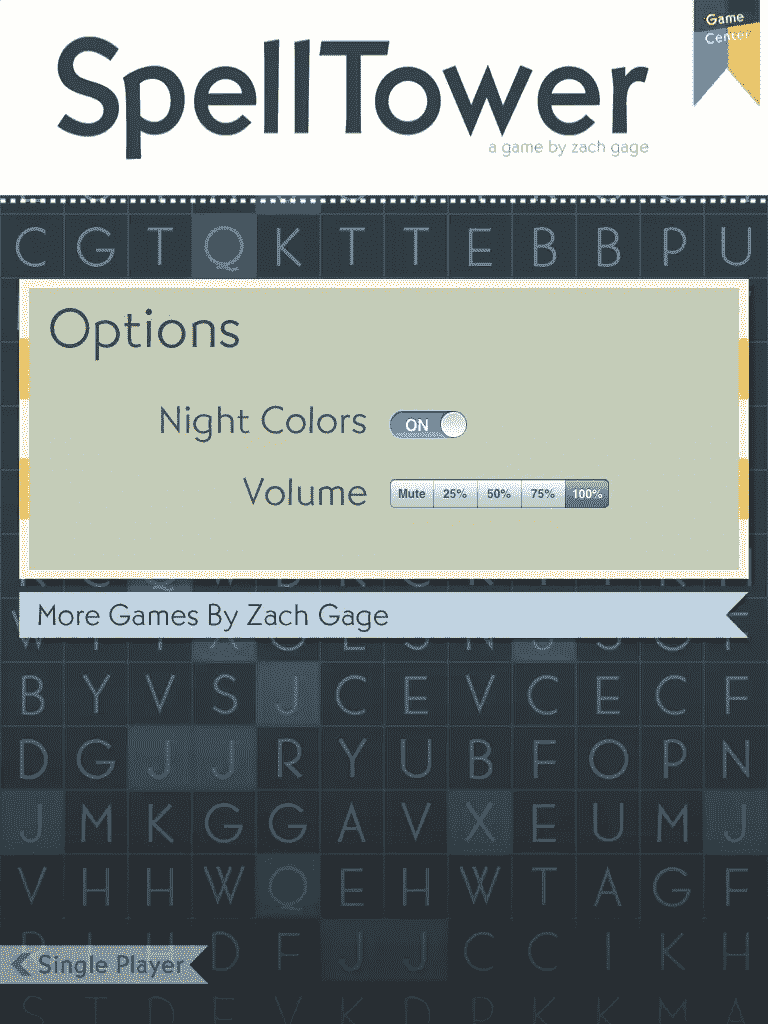 Game
Center
SpellTower
a game by zach gage
C G T Q K T T E B B P U
Options
Night Colors ON
Volume Mute 25% 50% 75% 100%
More Games By Zach Gage
B Y V S J C E V C E C F
D G J J R Y U B F O P N
J M K G G A V X E U M J
V H H W Q E H W T A G F
D F J J C C I K H
Single Player